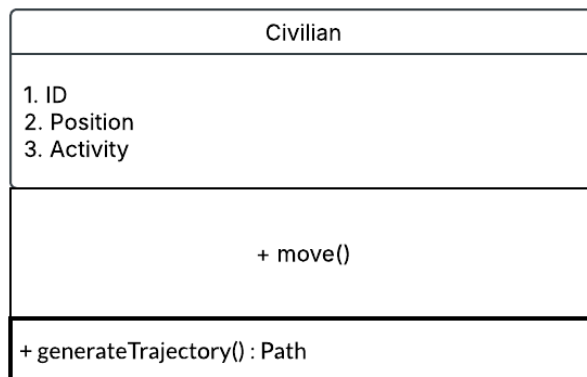 Civilian
1. ID
2. Position
3. Activity
+ move()
+ generateTrajectory() : Path